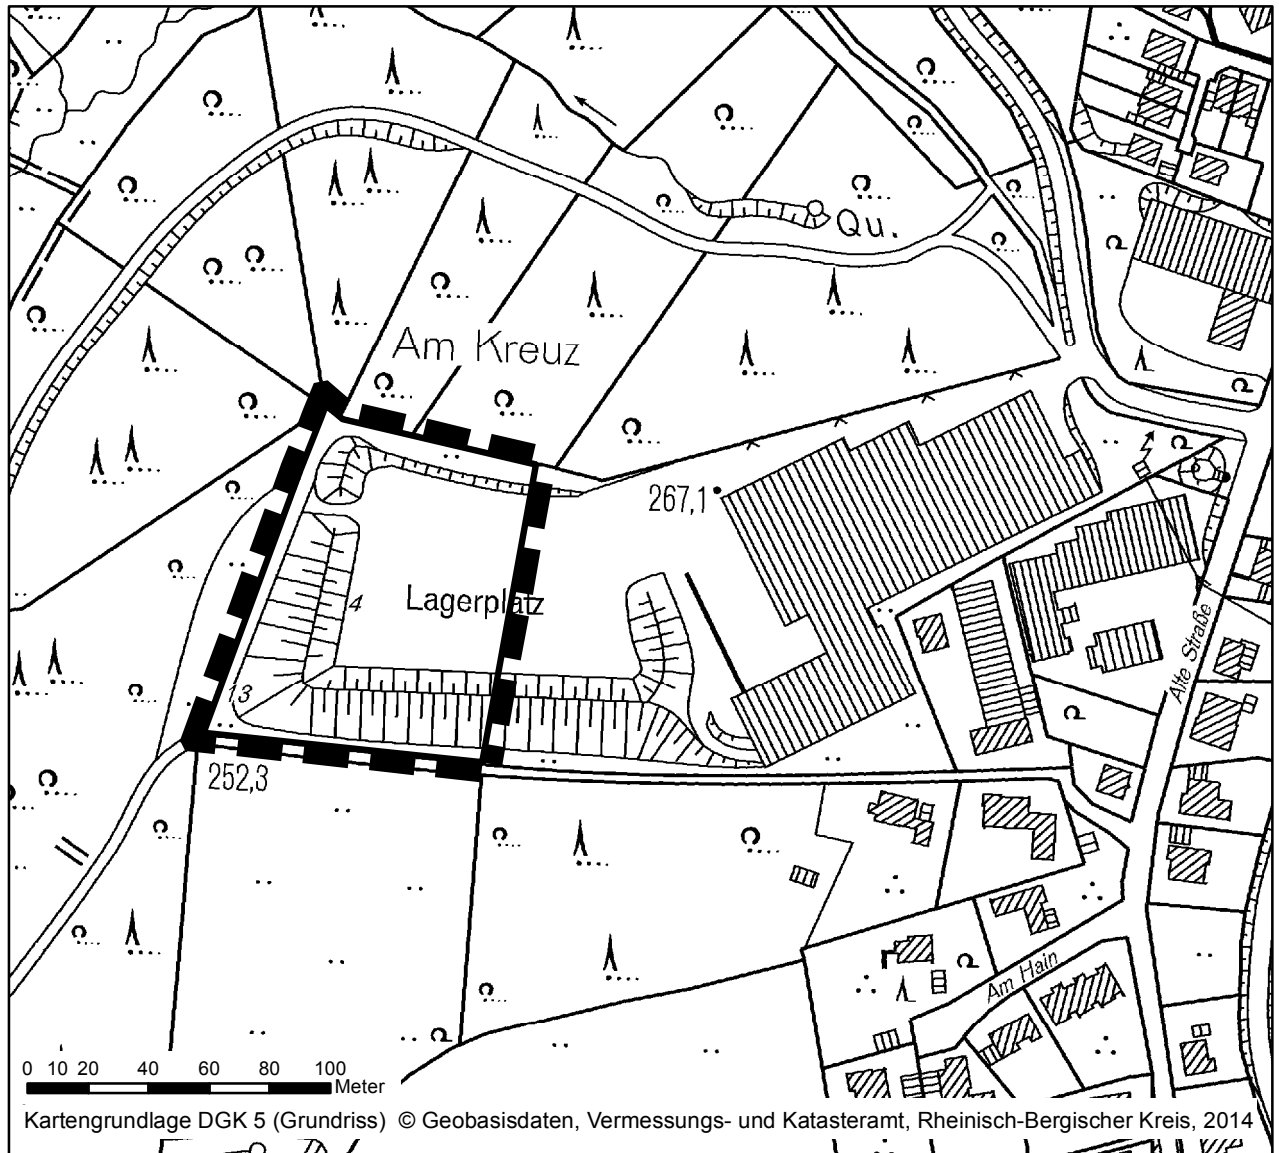 Qu.
Am Kreuz
267,1
Lagerplatz
4
13
252,3
Alte Straße
Am Hain
0 10 20 40 60 80 100
Meter
Kartengrundlage DGK 5 (Grundriss) © Geobasisdaten, Vermessungs- und Katasteramt, Rheinisch-Bergischer Kreis, 2014